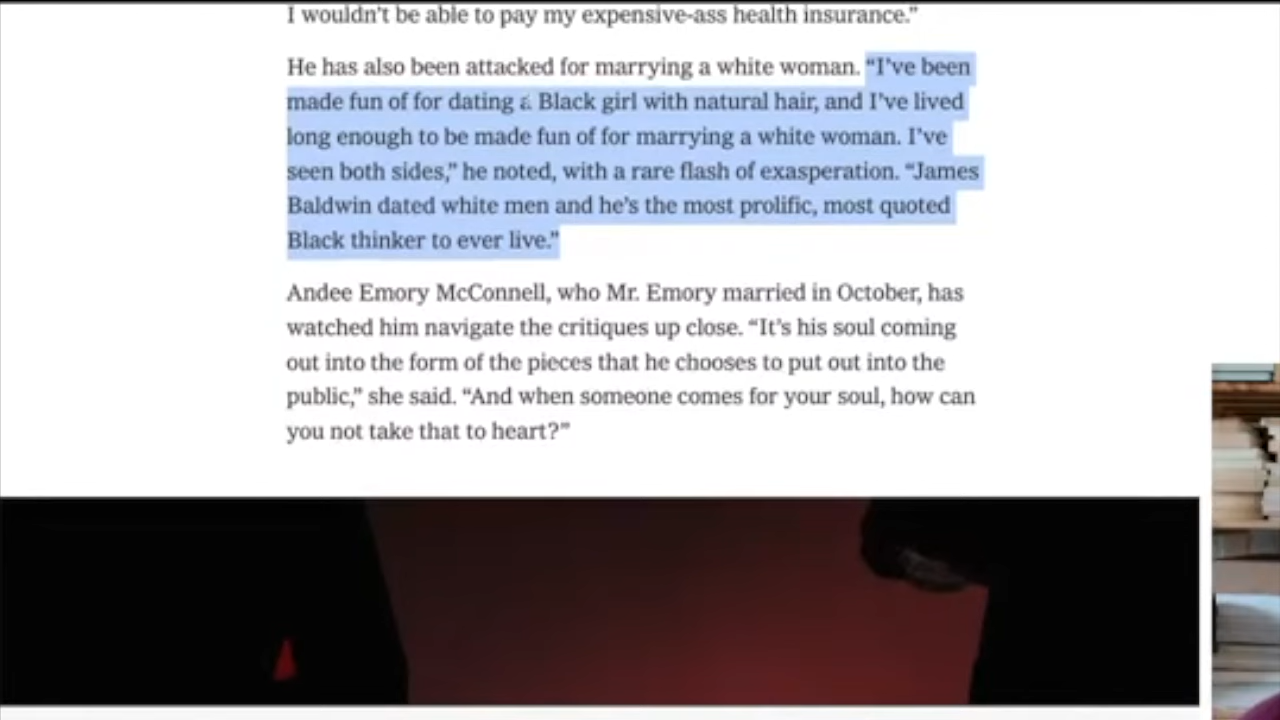 I wouldn’t be able to pay my expensive-ass health insurance.”
He has also been attacked for marrying a white woman. “I’ve been
made fun of for dating a Black girl with natural hair, and I’ve lived
long enough to be made fun of for marrying a white woman. I’ve
seen both sides,” he noted, with a rare flash of exasperation. “James
Baldwin dated white men and he’s the most prolific, most quoted
Black thinker to ever live.”
Andee Emory McConnell, who Mr. Emory married in October, has
watched him navigate the critiques up close. “It’s his soul coming
out into the form of the pieces that he chooses to put out into the
public,” she said. “And when someone comes for your soul, how can
you not take that to heart?”